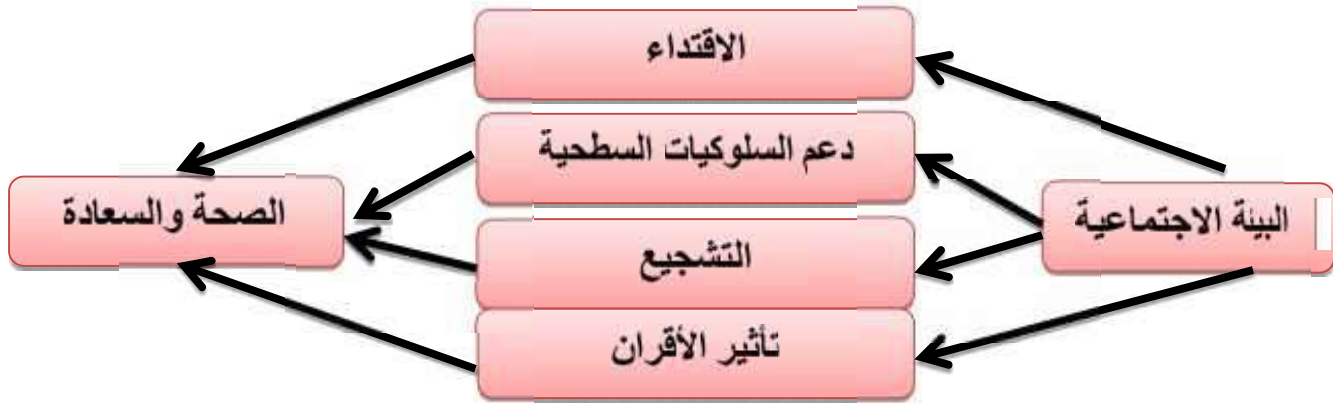 الاقتداء
دعم السلوكيات السطحية
البيئة الاجتماعية
الصحة والسعادة
التشجيع
تأثير الأقران